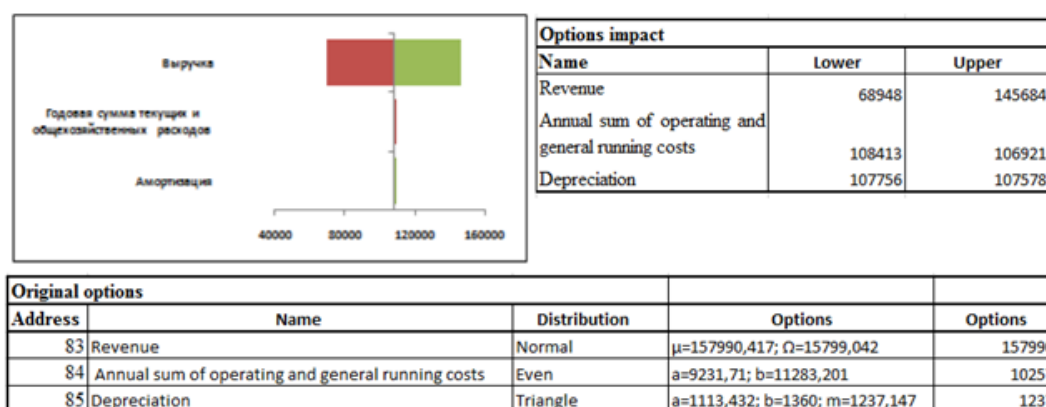 Выручка
Годовая сумма текущих и
общехозяйственных расходов
Амортизация
40000 80000 120000 160000
Options impact
Name Lower Upper
Revenue 68948 145684
Annual sum of operating and
general running costs 108413 106921
Depreciation 107756 107578
Original options
Address Name Distribution Options Options
83 Revenue Normal µ=157990,417; Ω=15799,042 15799
84 Annual sum of operating and general running costs Even a=9231,71; b=11283,201 1025
85 Depreciation Triangle a=1113,432; b=1360; m=1237,147 123